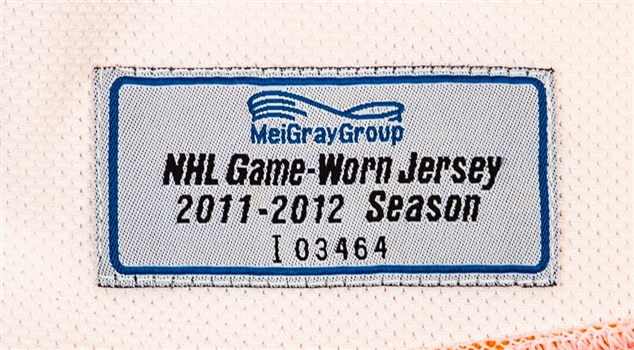 MeiGrayGroup
NHL Game-Worn Jersey
2011-2012 Season
I 03464